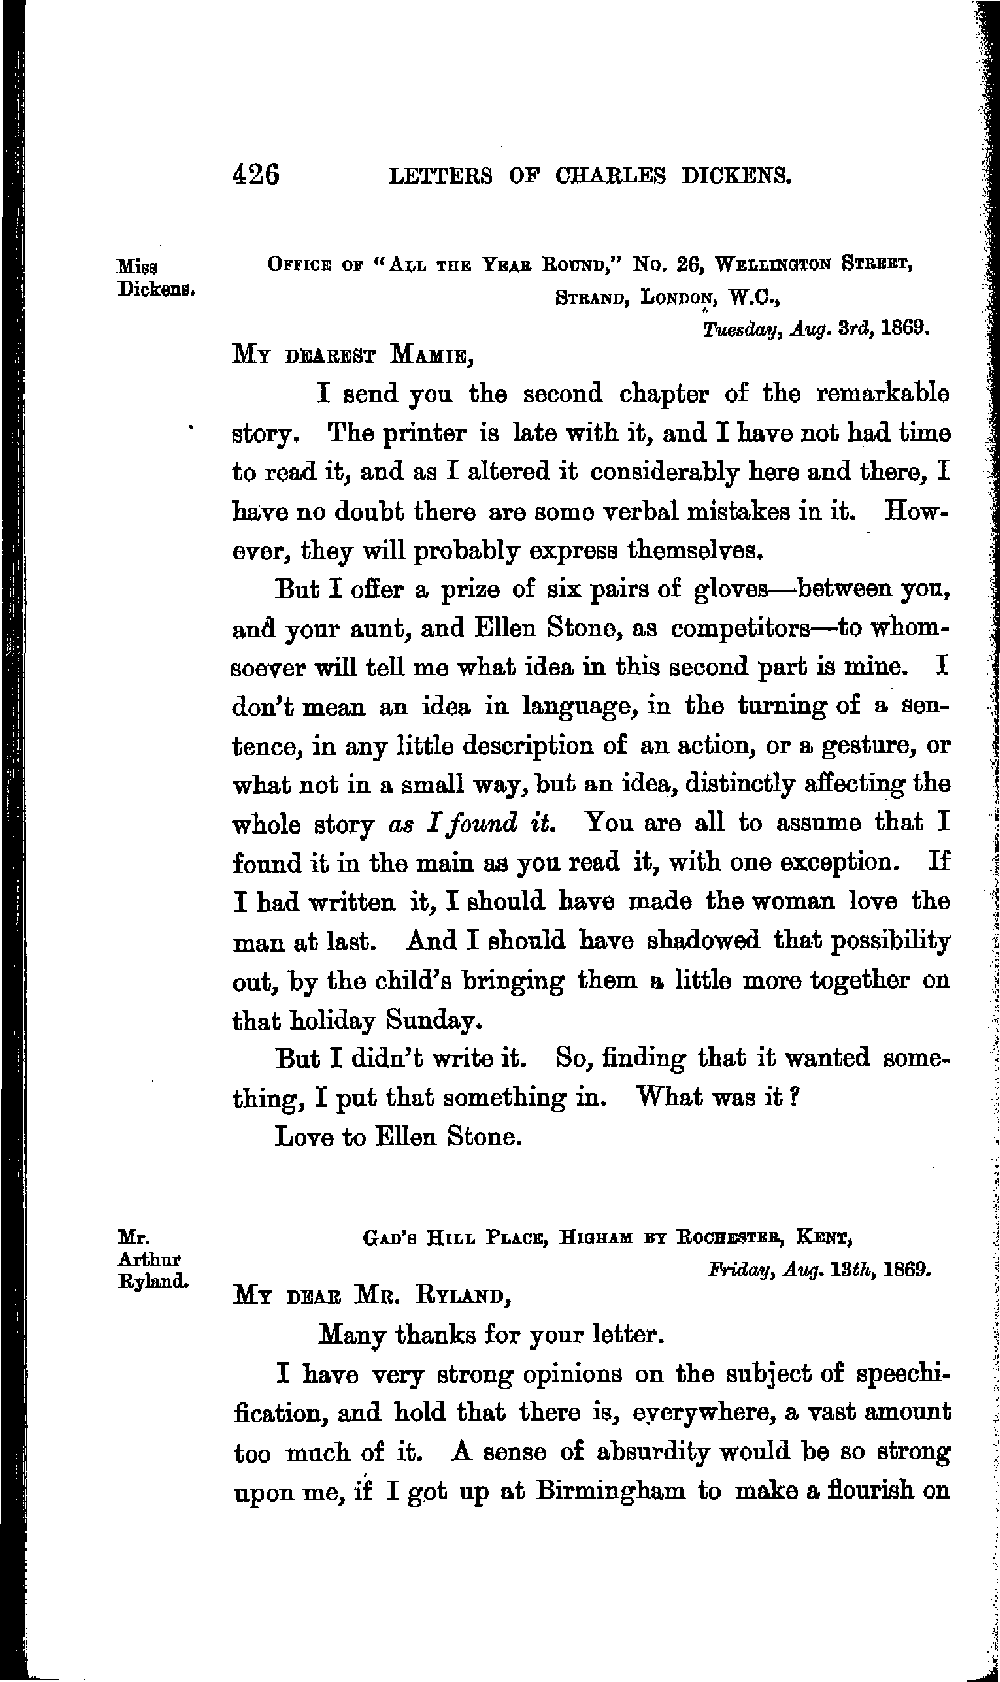 426 LETTERS OF CHARLES DICKENS.
Miss
Dickens.
OFFICE OF “ALL THE YEAR ROUND,” NO. 26, WELLINGTON STREET,
STRAND, LONDON, W.C.,
Tuesday, Aug. 3rd, 1869.
MY DEAREST MAMIE,
I send you the second chapter of the remarkable
story. The printer is late with it, and I have not had time
to read it, and as I altered it considerably here and there, I
have no doubt there are some verbal mistakes in it. How-
ever, they will probably express themselves.
But I offer a prize of six pairs of gloves—between you,
and your aunt, and Ellen Stone, as competitors—to whom-
soever will tell me what idea in this second part is mine. I
don’t mean an idea in language, in the turning of a sen-
tence, in any little description of an action, or a gesture, or
what not in a small way, but an idea, distinctly affecting the
whole story as I found it. You are all to assume that I
found it in the main as you read it, with one exception. If
I had written it, I should have made the woman love the
man at last. And I should have shadowed that possibility
out, by the child’s bringing them a little more together on
that holiday Sunday.
But I didn’t write it. So, finding that it wanted some-
thing, I put that something in. What was it?
Love to Ellen Stone.
Mr.
Arthur
Ryland.
GAD’S HILL PLACE, HIGHAM BY ROCHESTER, KENT,
Friday, Aug. 13th, 1869.
MY DEAR MR. RYLAND,
Many thanks for your letter.
I have very strong opinions on the subject of speechi-
fication, and hold that there is, everywhere, a vast amount
too much of it. A sense of absurdity would be so strong
upon me, if I got up at Birmingham to make a flourish on